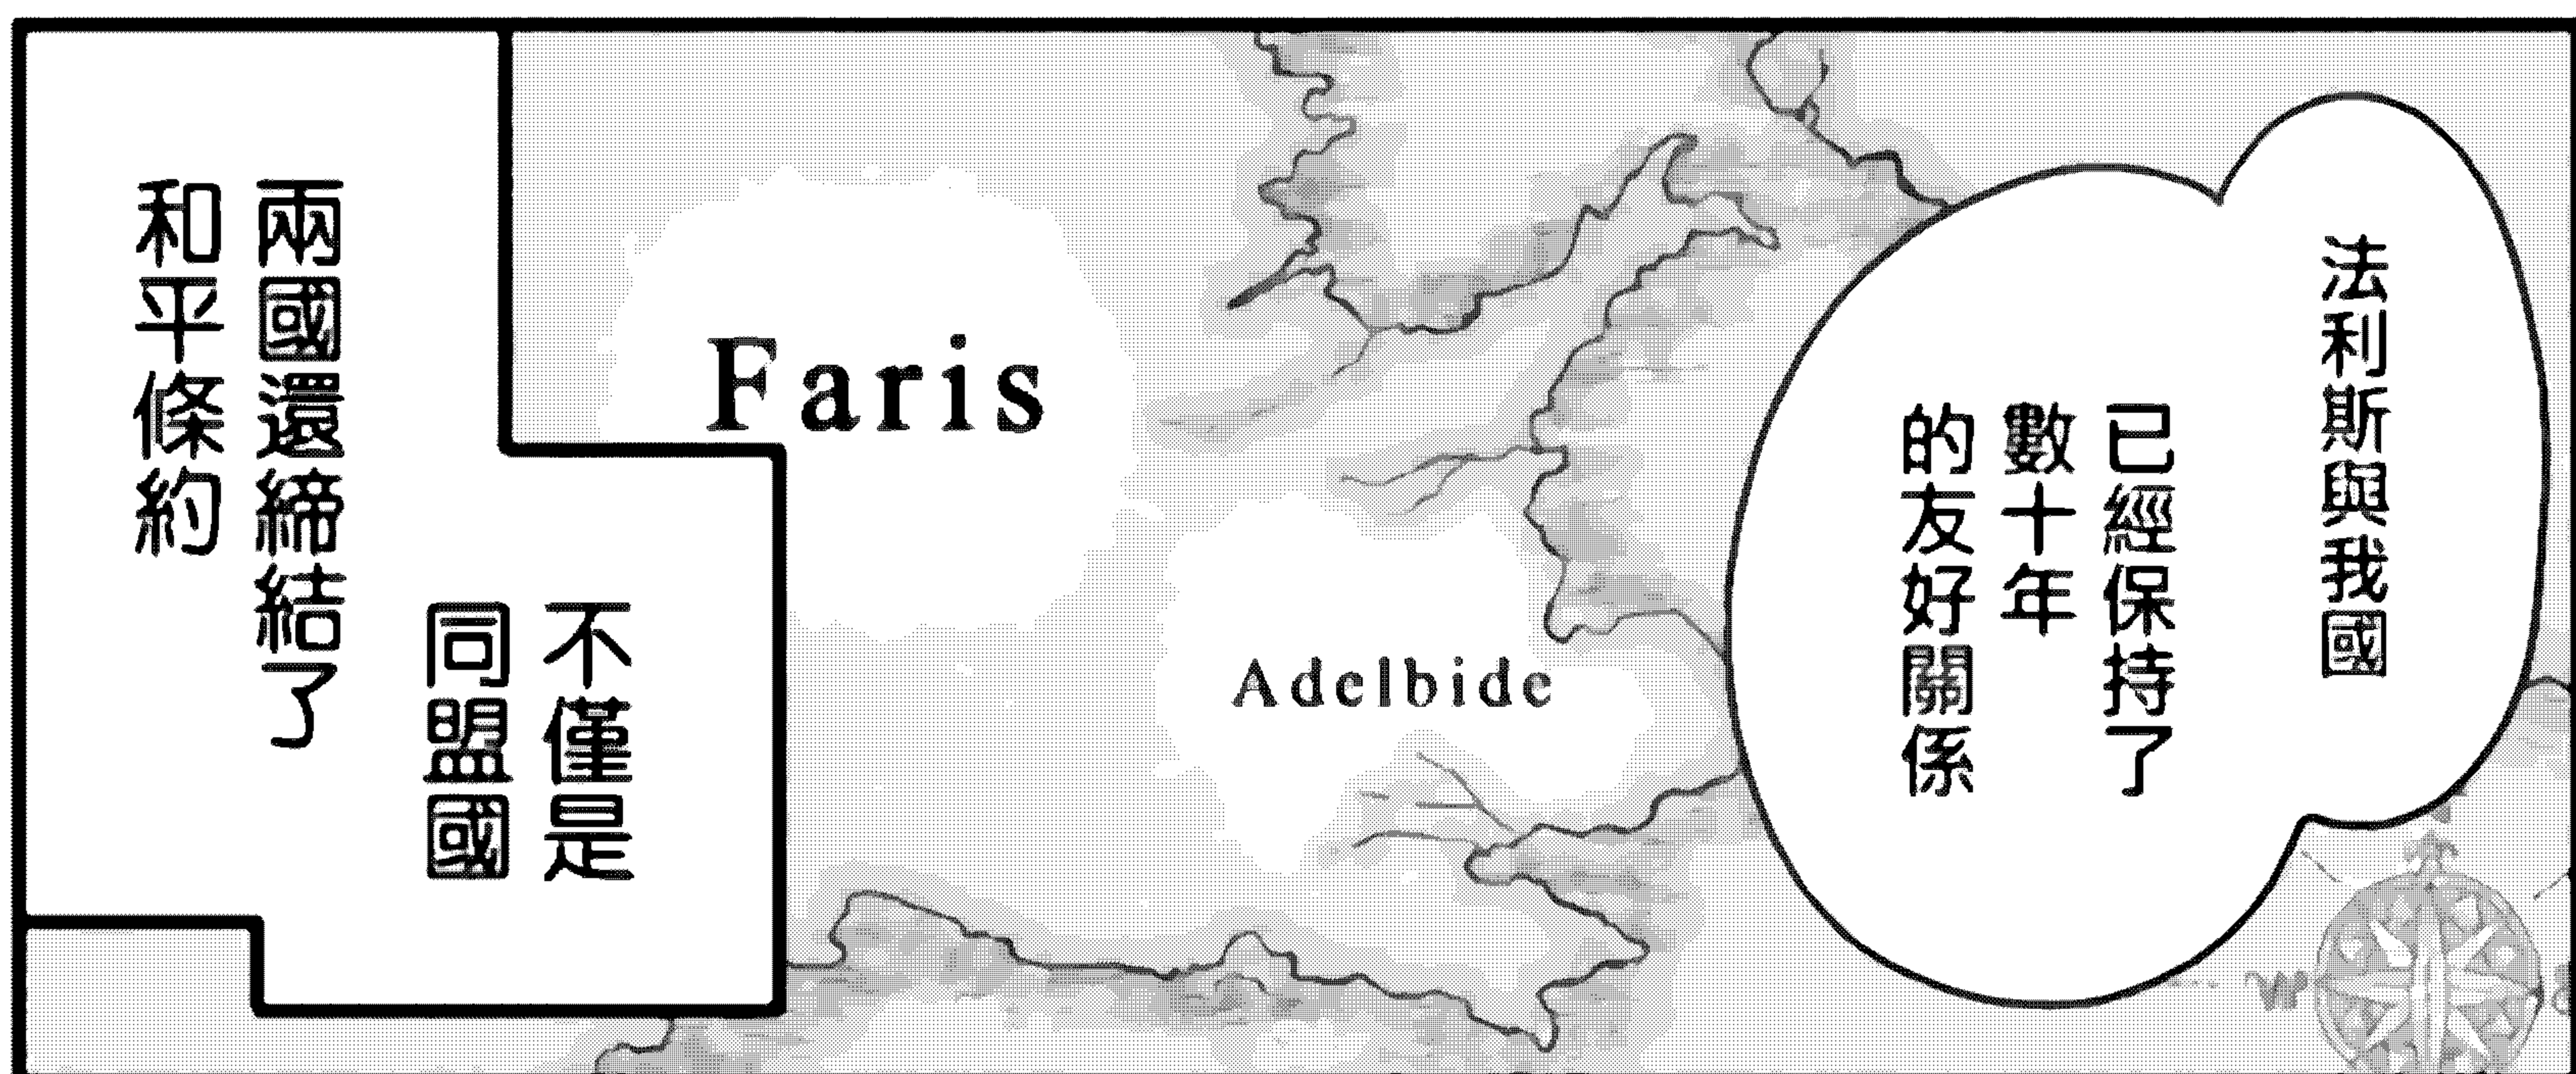 法利斯與我國
已經保持了
數十年
的友好關係
Faris
Adelbide
不僅是
同盟國
兩國還締結了
和平條約
W